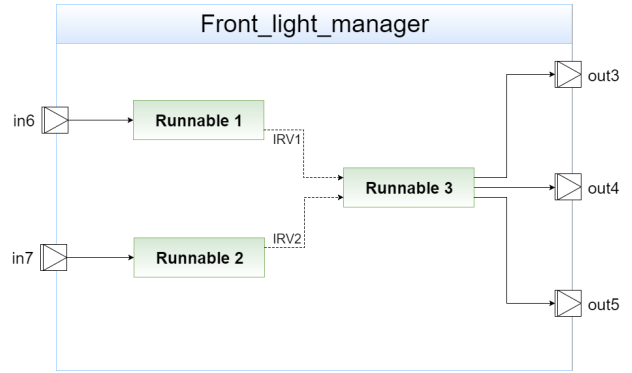 Front_light_manager
out3
in6
Runnable 1
IRV1
Runnable 3
out4
IRV2
in7
Runnable 2
out5